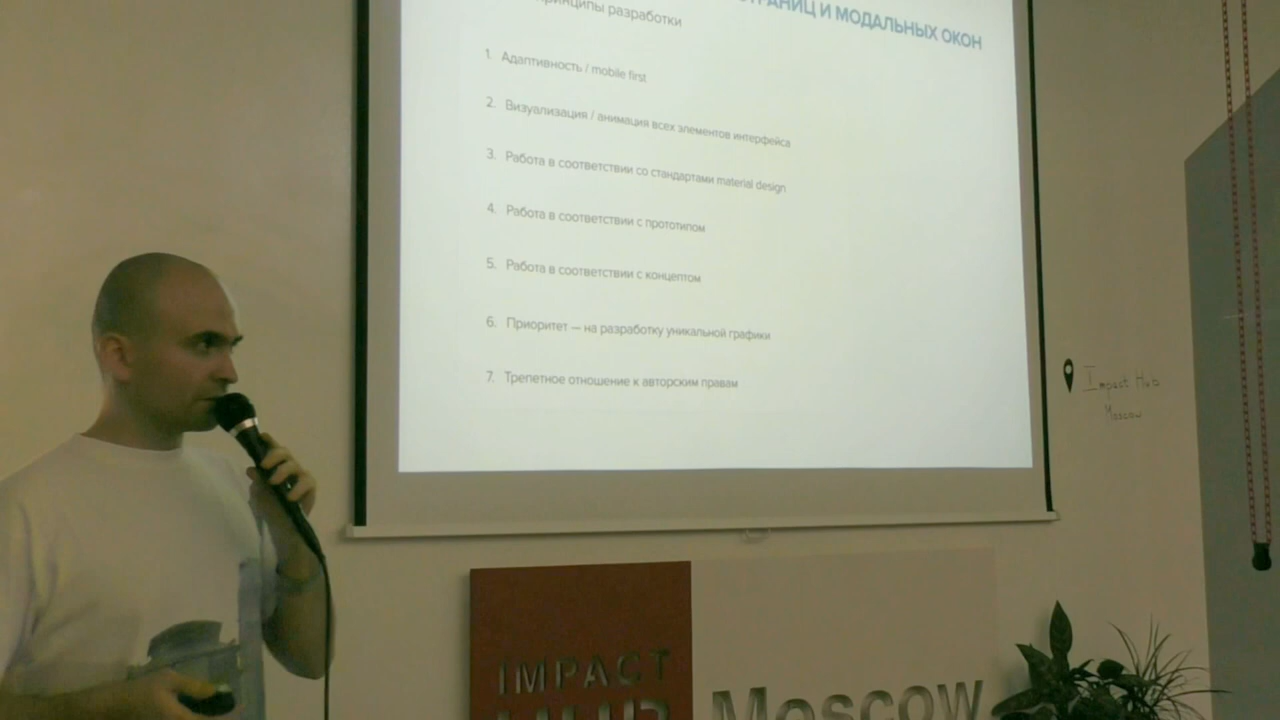 СТРАНИЦ И МОДАЛЬНЫХ ОКОН
принципы разработки
1. Адаптивность / mobile first
2. Визуализация / анимация всех элементов интерфейса
3. Работа в соответствии со стандартами material design
4. Работа в соответствии с прототипом
5. Работа в соответствии с концептом
6. Приоритет — на разработку уникальной графики
7. Трепетное отношение к авторским правам
Impact Hub
Moscow
IMPACT
HUB
Moscow